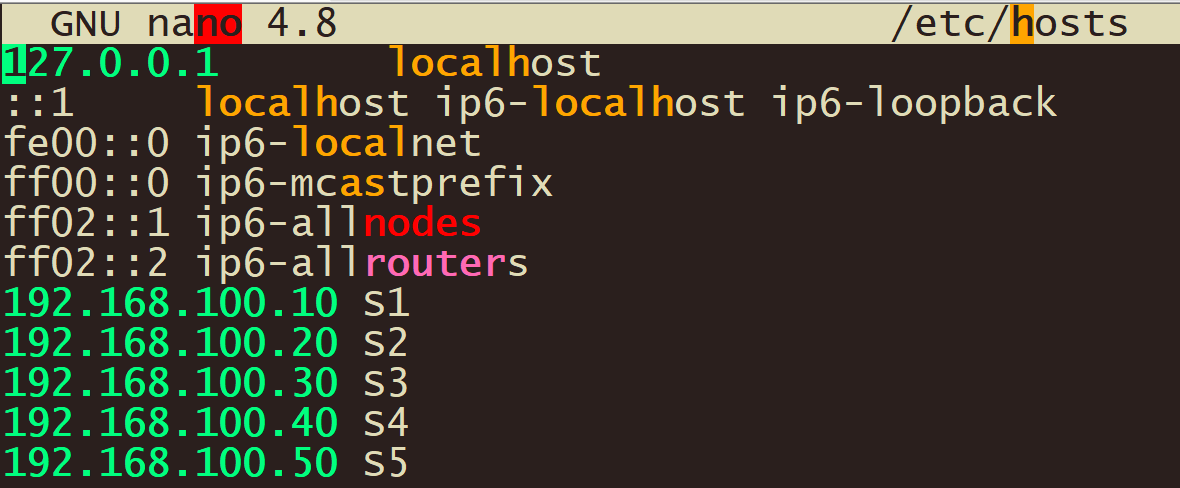 GNU nano 4.8 /etc/hosts
127.0.0.1 localhost
::1 localhost ip6-localhost ip6-loopback
fe00::0 ip6-localnet
ff00::0 ip6-mcastprefix
ff02::1 ip6-allnodes
ff02::2 ip6-allrouters
192.168.100.10 S1
192.168.100.20 S2
192.168.100.30 S3
192.168.100.40 S4
192.168.100.50 S5